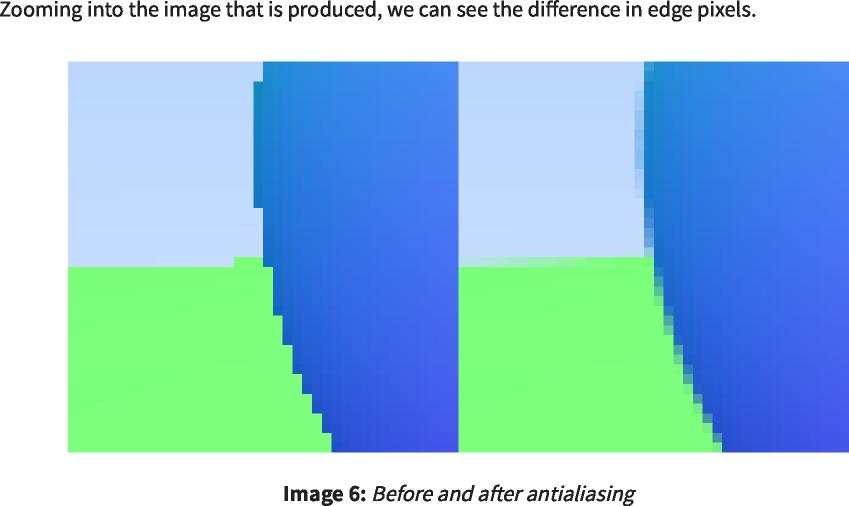 Zooming into the image that is produced, we can see the difference in edge pixels.
Image 6: Before and after antialiasing